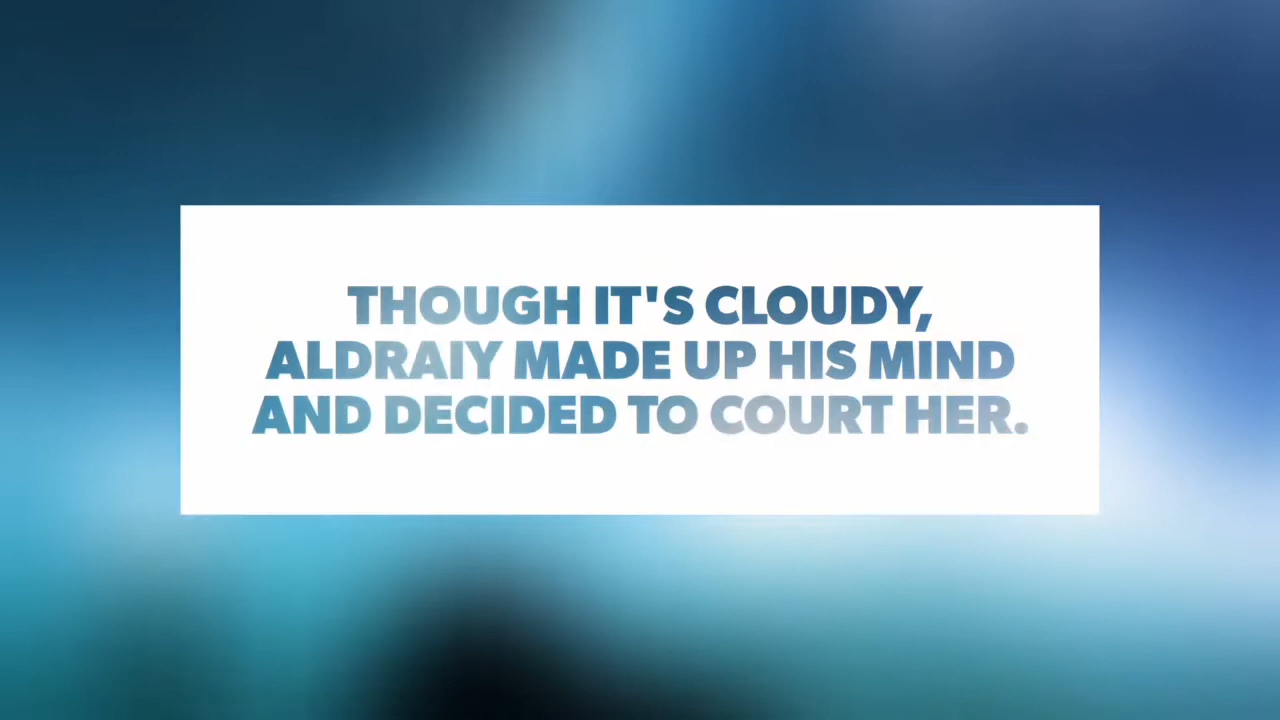 THOUGH IT'S CLOUDY,
ALDRAIY MADE UP HIS MIND
AND DECIDED TO COURT HER.